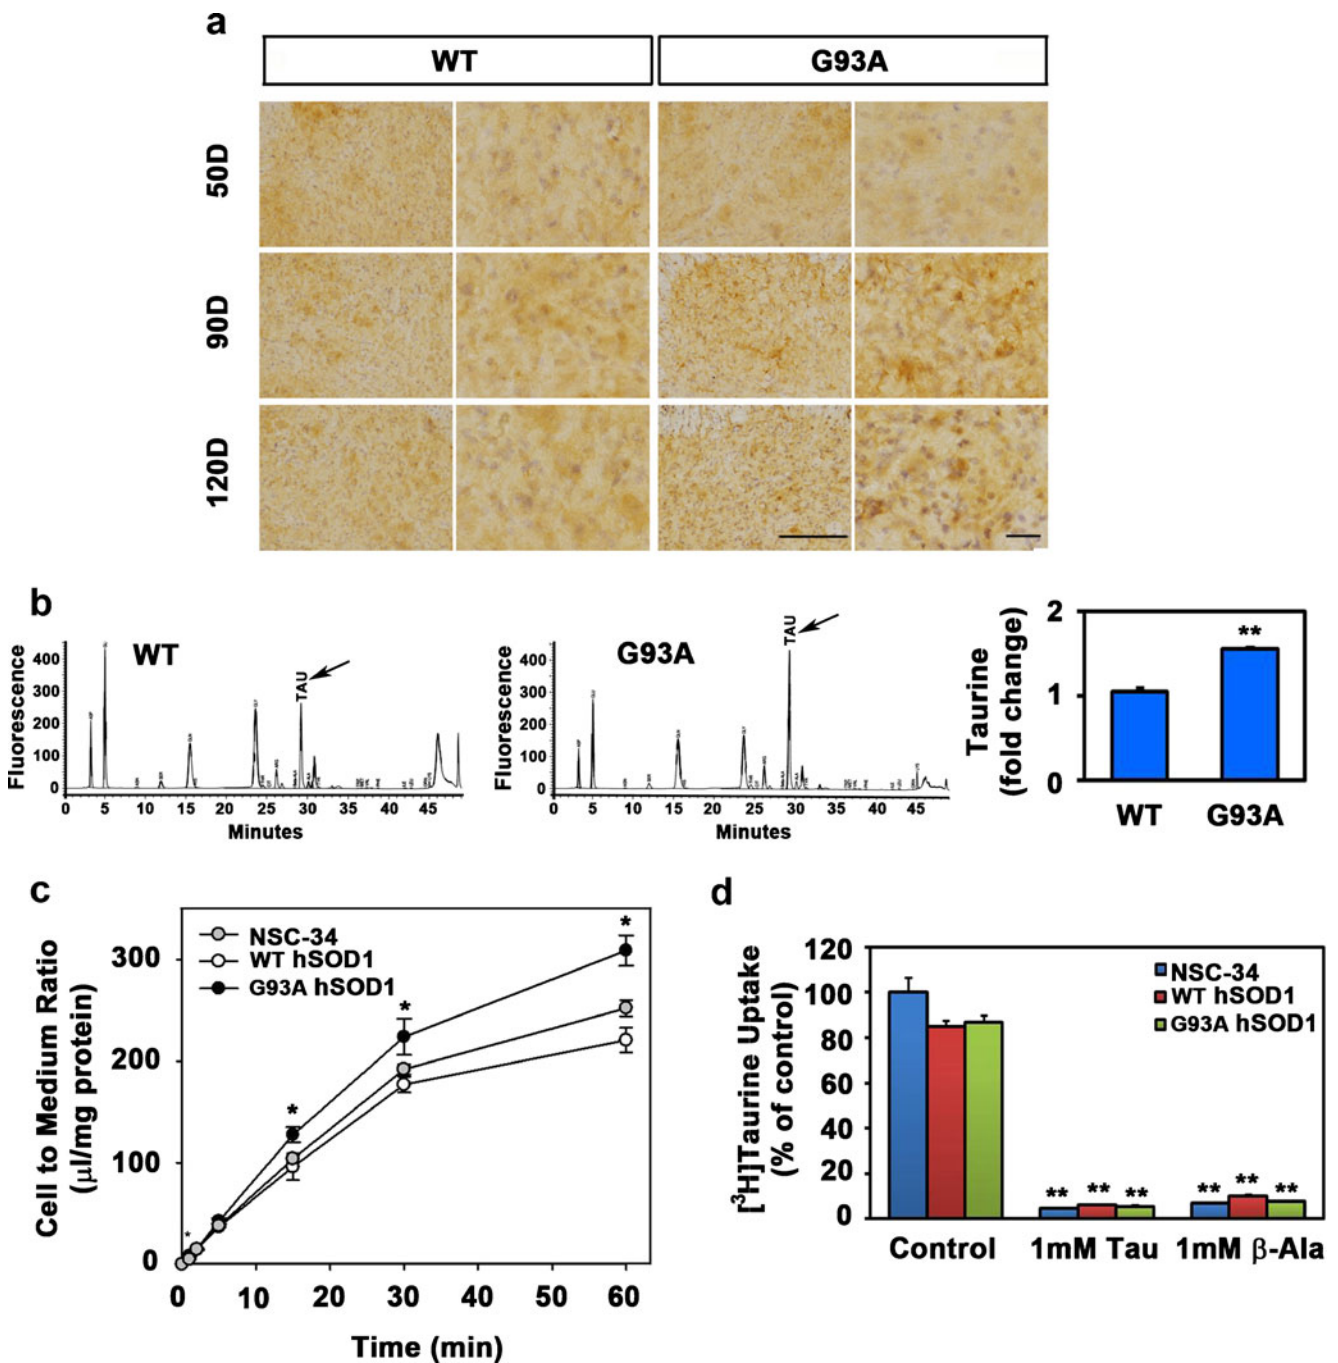 a
WT
G93A
50D
90D
120D
b
Fluorescence
400
300
200
100
0
WT
TAU
0 5 10 15 20 25 30 35 40 45
Minutes
Fluorescence
400
300
200
100
0
G93A
TAU
0 5 10 15 20 25 30 35 40 45
Minutes
Taurine
(fold change)
2
1
0
**
WT G93A
c
Cell to Medium Ratio
(µl/mg protein)
300
200
100
0
NSC-34
WT hSOD1
G93A hSOD1
* * * *
0 10 20 30 40 50 60
Time (min)
d
[³H]Taurine Uptake
(% of control)
120
100
80
60
40
20
0
NSC-34
WT hSOD1
G93A hSOD1
** ** ** ** ** **
Control 1mM Tau 1mM β-Ala